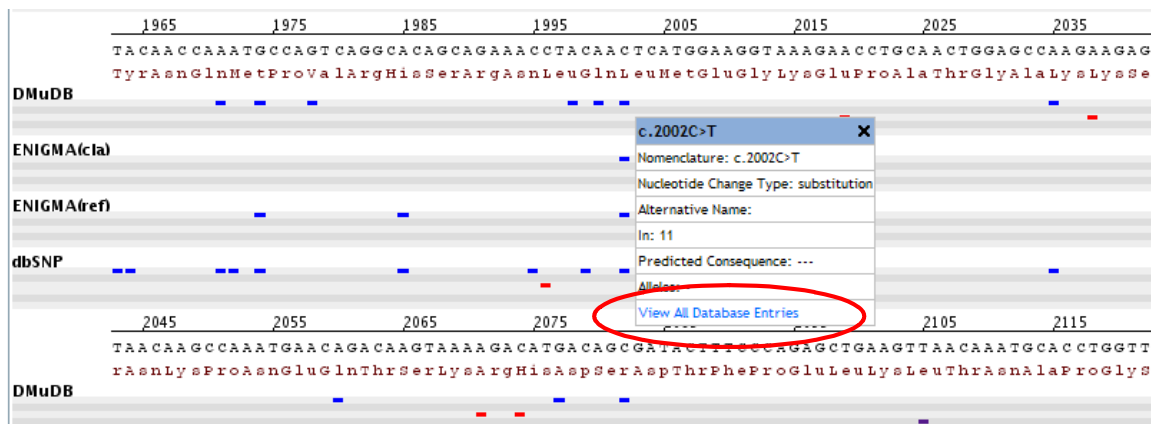 1965 1975 1985 1995 2005 2015 2025 2035
TACAACCAAATGCCAGTCAGGCACAGCAGAAACCTACAACTCATGGAAGGTAAAGAACCTGCAACTGGAGCCAAGAAGAG
TyrAsnGlnMetProValArgHisSerArgAsnLeuGlnLeuMetGluGlyLysGluProAlaThrGlyAlaLysLysSe
DMuDB
c.2002C>T
ENIGMA(cla)
Nomenclature: c.2002C>T
Nucleotide Change Type: substitution
ENIGMA(ref)
Alternative Name:
In: 11
dbSNP
Predicted Consequence: ---
Alleles:
View All Database Entries
2045 2055 2065 2075 2105 2115
TAACAAGCCAAATGAACAGACAAGTAAAAGACATGACAGCGATACTTTCCCAGAGCTGAAGTTAACAAATGCACCTGGTT
rAsnLysProAsnGluGlnThrSerLysArgHisAspSerAspThrPheProGluLeuLysLeuThrAsnAlaProGlyS
DMuDB